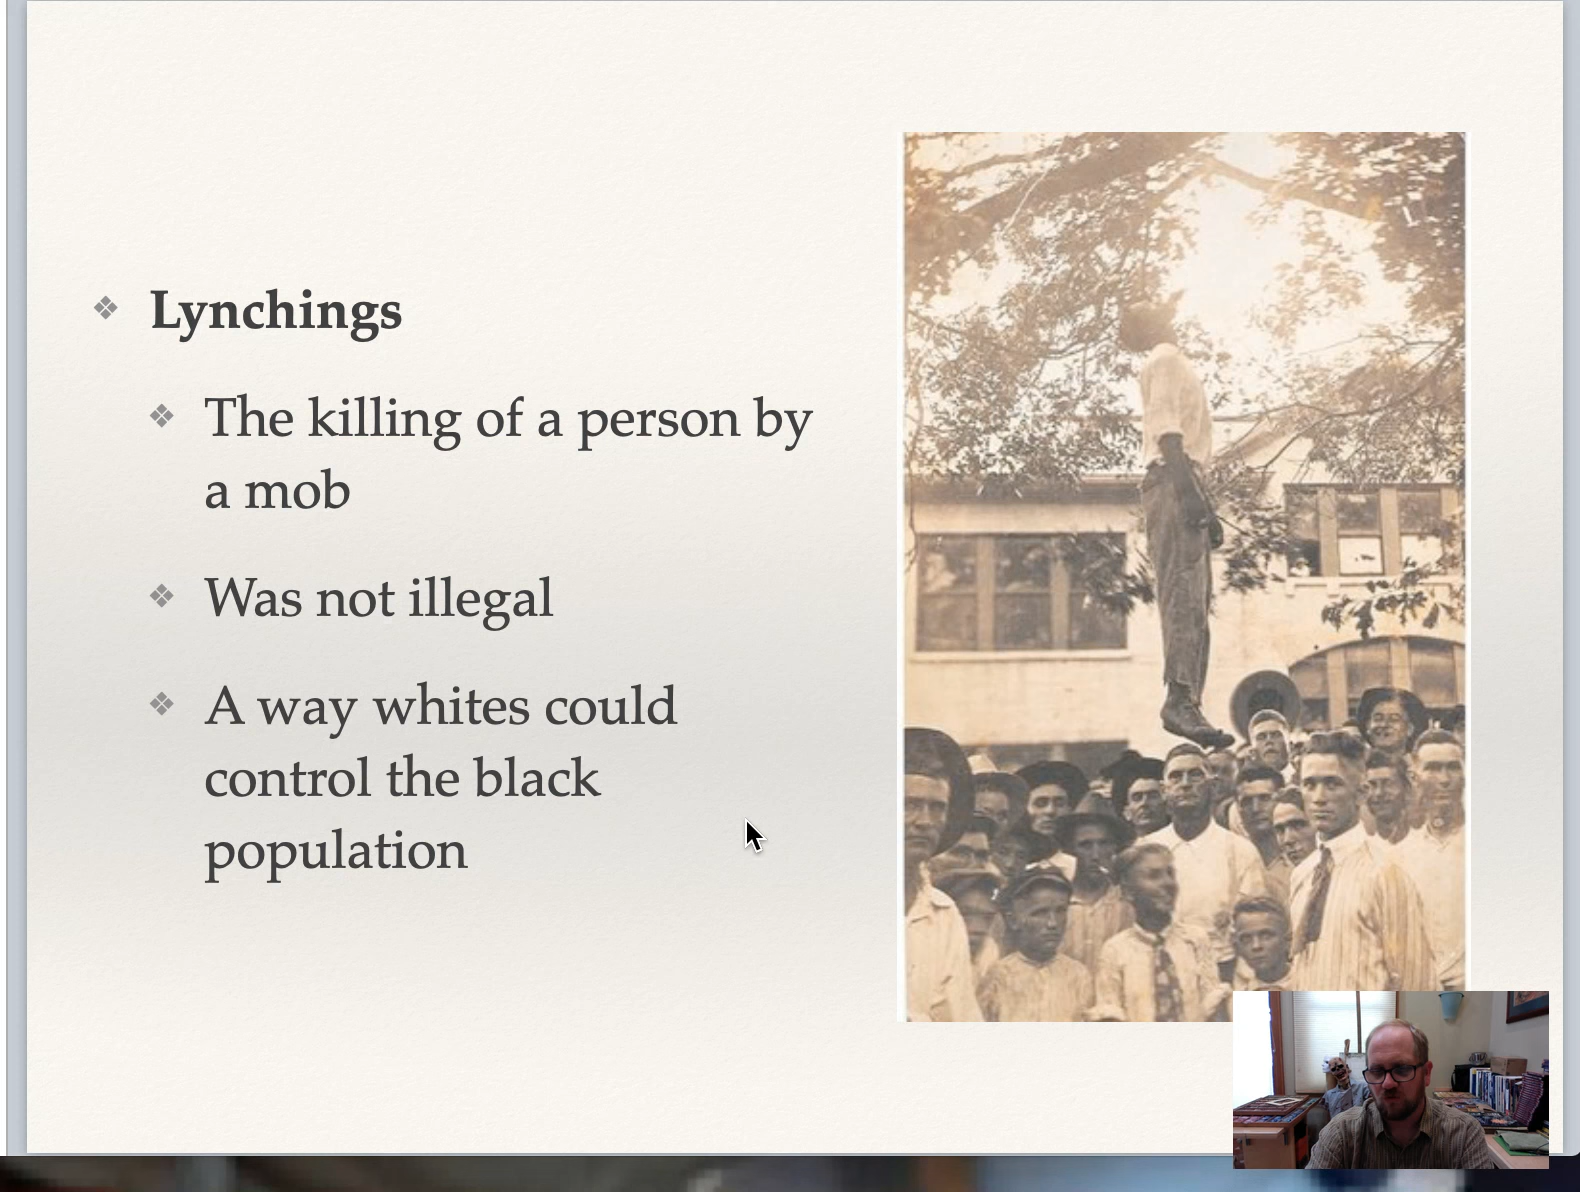 Lynchings
The killing of a person by
a mob
Was not illegal
A way whites could
control the black
population